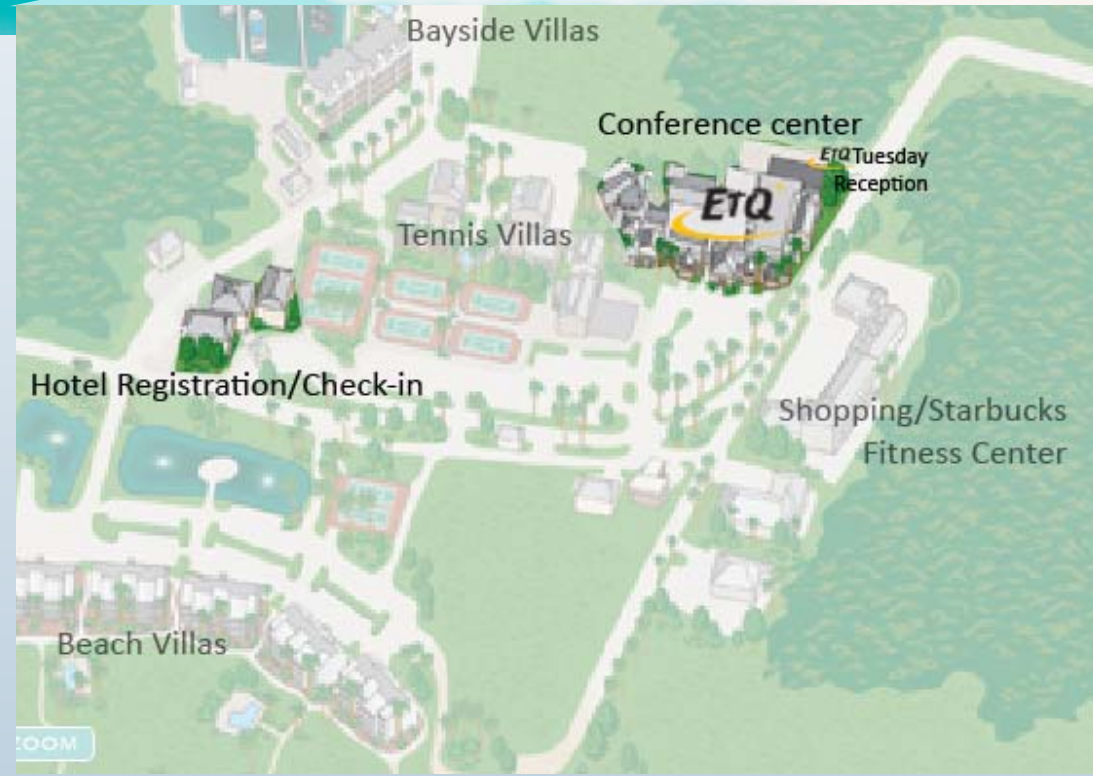 Bayside Villas
Conference center
ETQ Tuesday
Reception
ETQ
Tennis Villas
Hotel Registration/Check-in
Shopping/Starbucks
Fitness Center
Beach Villas
ZOOM